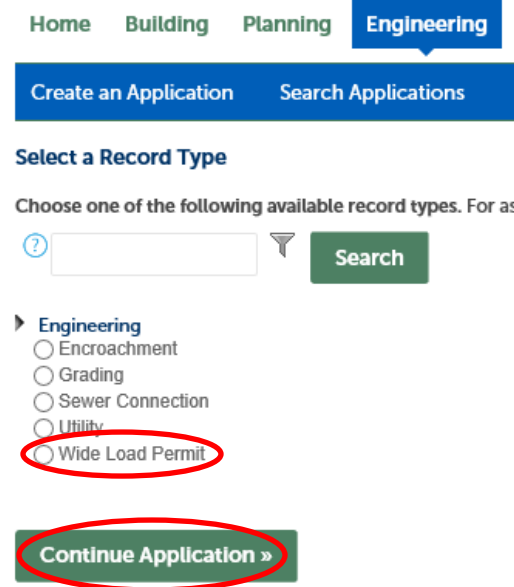 Home Building Planning Engineering
Create an Application Search Applications
Select a Record Type
Choose one of the following available record types. For as
? Search
Engineering
Encroachment
Grading
Sewer Connection
Utility
Wide Load Permit
Continue Application »